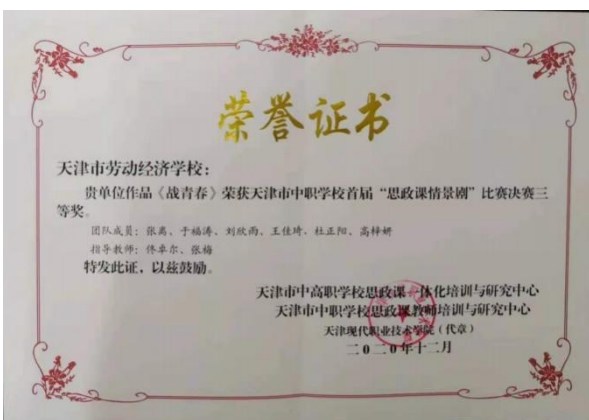 荣誉证书
天津市劳动经济学校：
贵单位作品《战青春》荣获天津市中职学校首届“思政课情景剧”比赛决赛三
等奖。
团队成员：张离、于福涛、刘欣雨、王佳琦、杜正阳、高梓妍
指导教师：佟卓尔、张梅
特发此证，以兹鼓励。
天津市中高职学校思政课一体化培训与研究中心
天津市中职学校思政课教师培训与研究中心
天津现代职业技术学院（代章）
二〇二〇年十二月